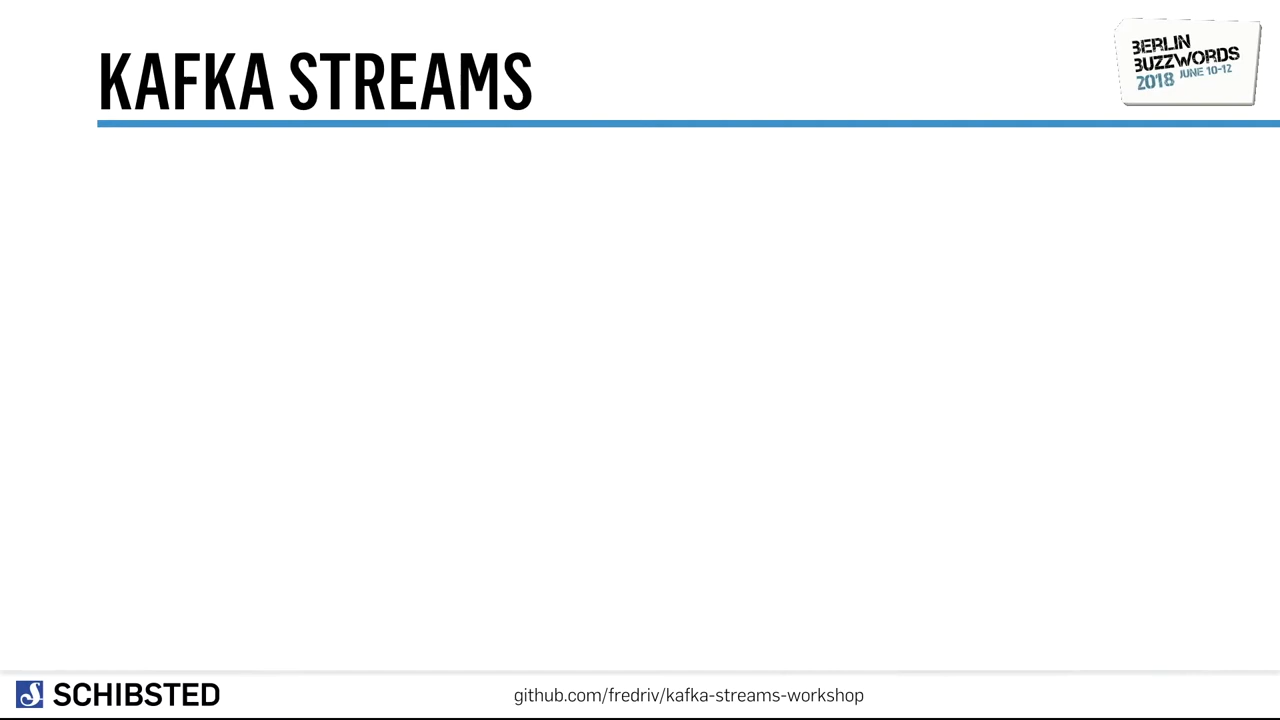 KAFKA STREAMS
BERLIN
BUZZWORDS
2018 JUNE 10-12
SCHIBSTED
github.com/fredriv/kafka-streams-workshop